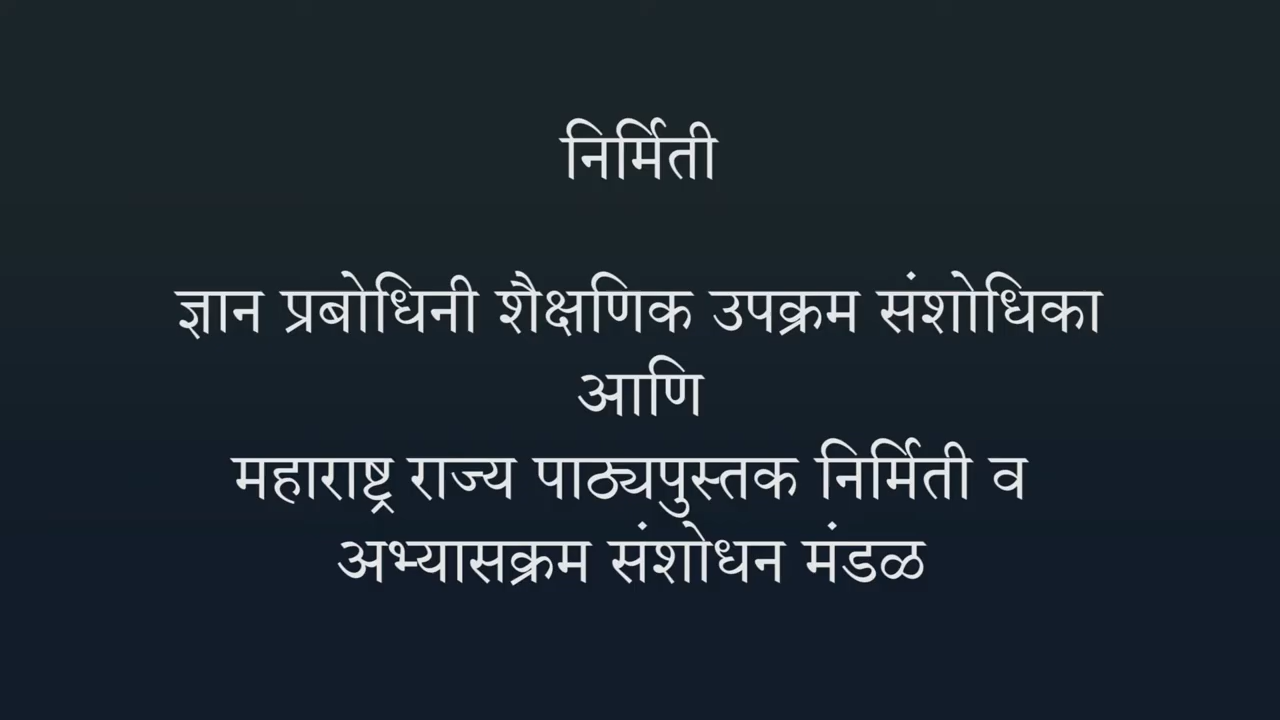 निर्मिती
ज्ञान प्रबोधिनी शैक्षणिक उपक्रम संशोधिका
आणि
महाराष्ट्र राज्य पाठ्यपुस्तक निर्मिती व
अभ्यासक्रम संशोधन मंडळ